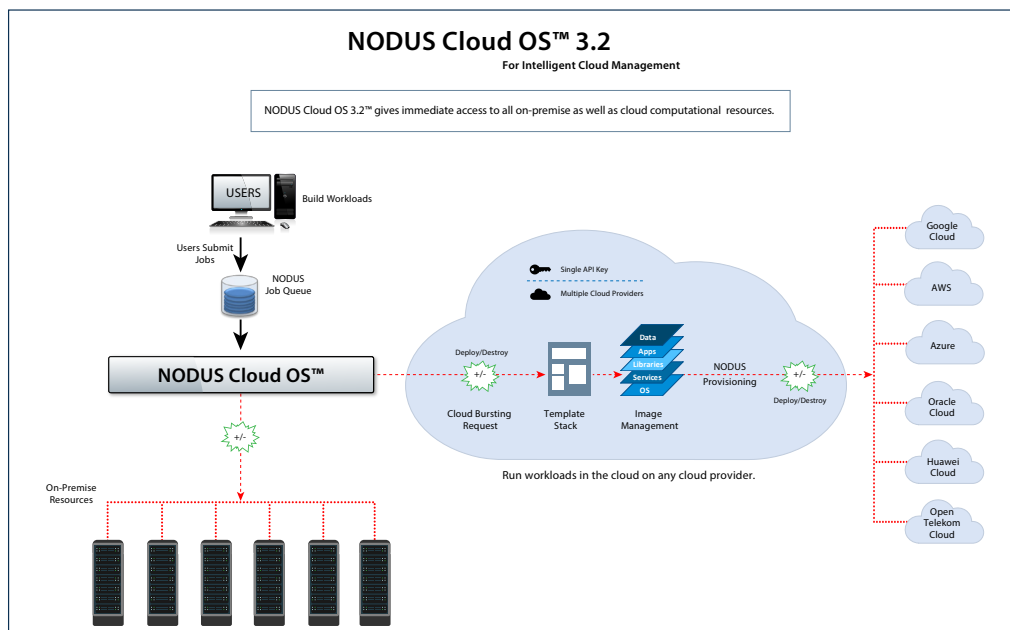 NODUS Cloud OS™ 3.2
For Intelligent Cloud Management
NODUS Cloud OS 3.2™ gives immediate access to all on-premise as well as cloud computational resources.
USERS
Build Workloads
Users Submit
Jobs
NODUS
Job Queue
NODUS Cloud OS™
+/-
On-Premise
Resources
Single API Key
Multiple Cloud Providers
Deploy/Destroy
+/-
Cloud Bursting
Request
Template
Stack
Data
Apps
Libraries
Services
OS
Image
Management
NODUS
Provisioning
+/-
Deploy/Destroy
Run workloads in the cloud on any cloud provider.
Google
Cloud
AWS
Azure
Oracle
Cloud
Huawei
Cloud
Open
Telekom
Cloud